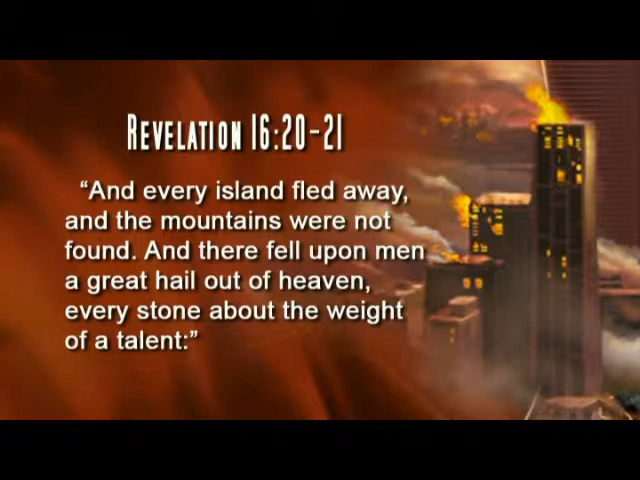 Revelation 16:20-21
“And every island fled away,
and the mountains were not
found. And there fell upon men
a great hail out of heaven,
every stone about the weight
of a talent:”